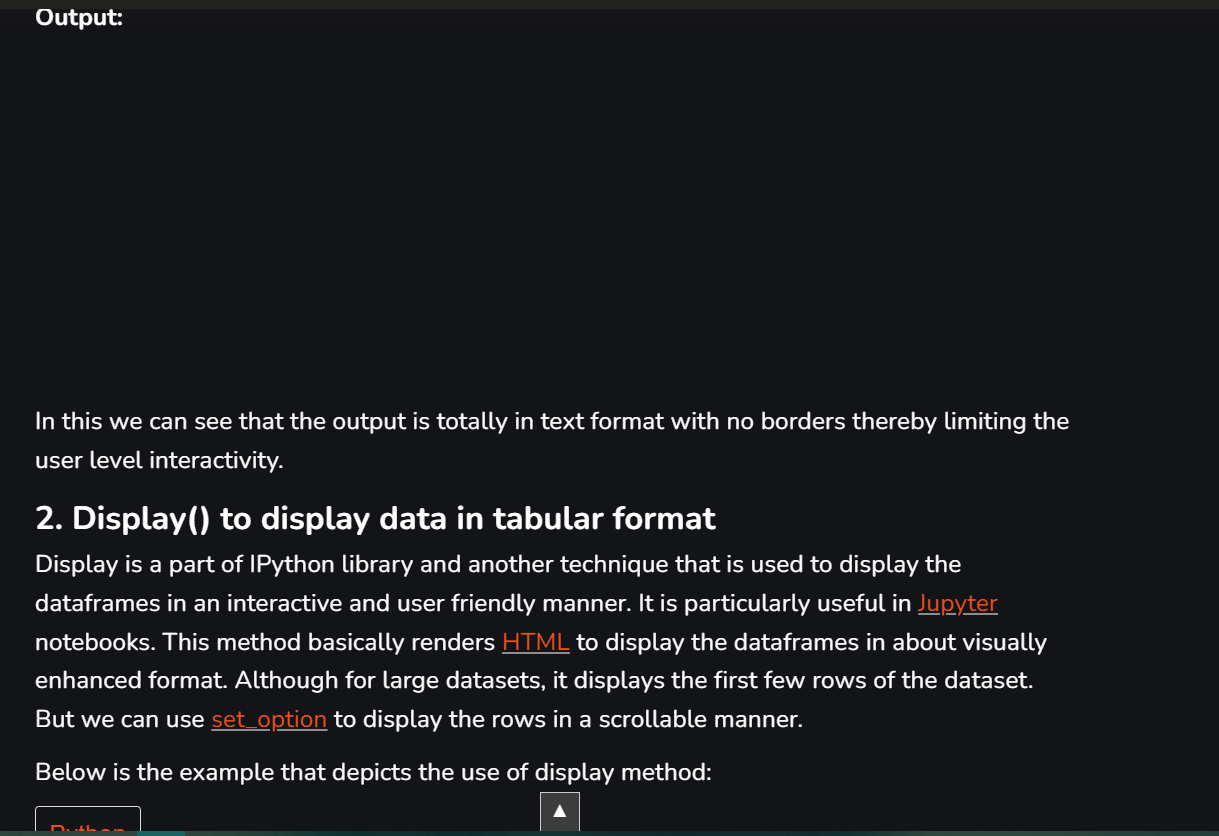 Output:
In this we can see that the output is totally in text format with no borders thereby limiting the
user level interactivity.
2. Display() to display data in tabular format
Display is a part of IPython library and another technique that is used to display the
dataframes in an interactive and user friendly manner. It is particularly useful in Jupyter
notebooks. This method basically renders HTML to display the dataframes in about visually
enhanced format. Although for large datasets, it displays the first few rows of the dataset.
But we can use set_option to display the rows in a scrollable manner.
Below is the example that depicts the use of display method:
Python